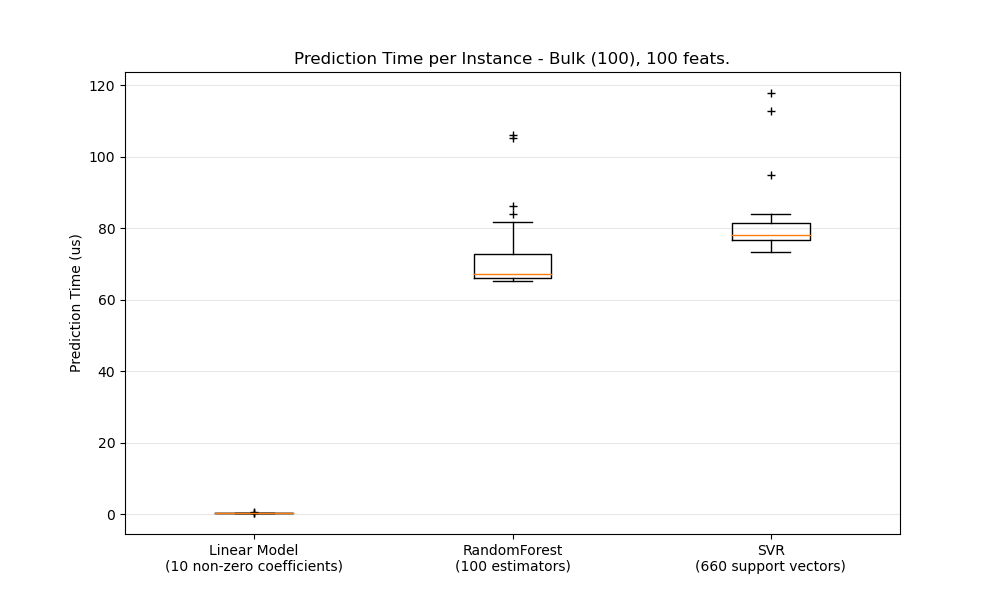 Prediction Time per Instance - Bulk (100), 100 feats.
Prediction Time (us)
120
100
80
60
40
20
0
Linear Model
(10 non-zero coefficients)
RandomForest
(100 estimators)
SVR
(660 support vectors)